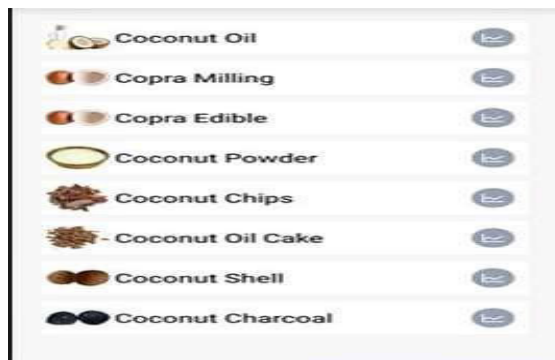 Coconut Oil
Copra Milling
Copra Edible
Coconut Powder
Coconut Chips
Coconut Oil Cake
Coconut Shell
Coconut Charcoal